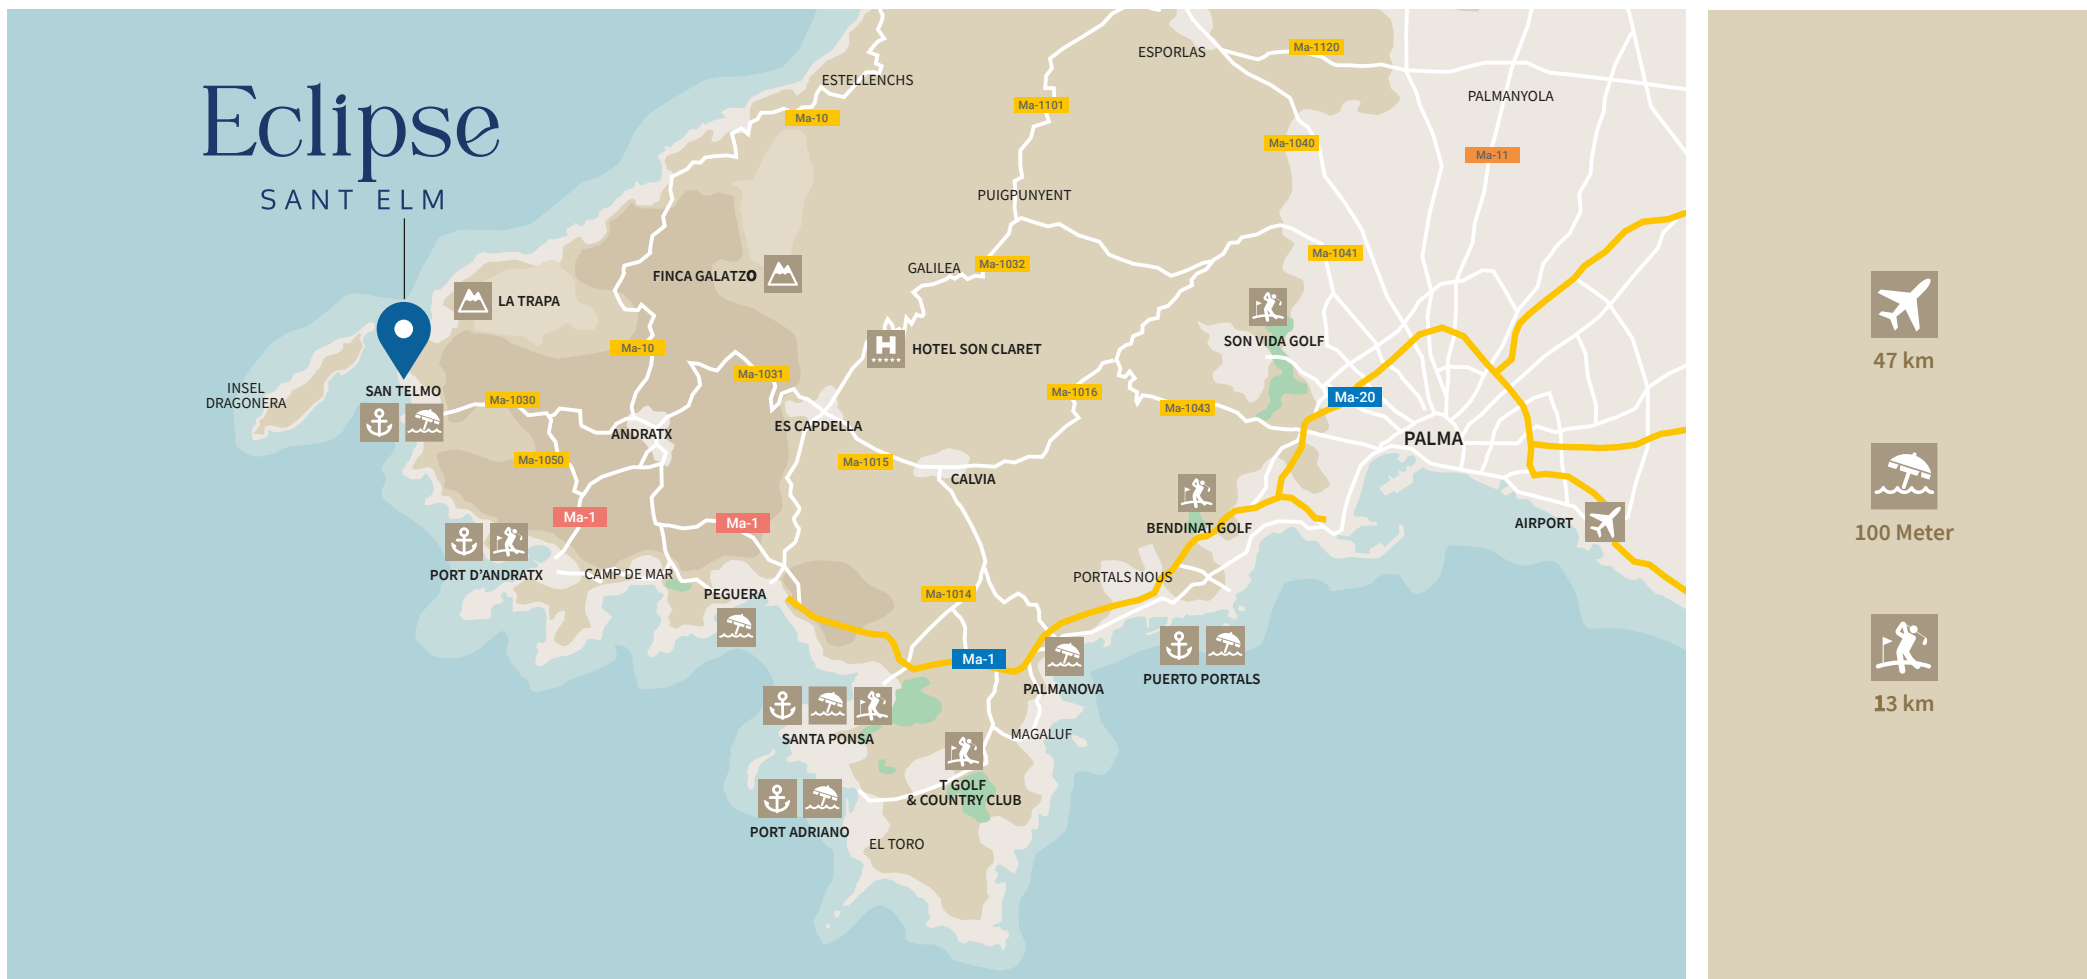 Eclipse
SANT ELM
ESTELLENCHS
Ma-10
ESPORLAS
Ma-1120
Ma-1101
PALMANYOLA
Ma-1040
Ma-11
PUIGPUNYENT
Ma-1041
GALILEA
Ma-1032
FINCA GALATZO
LA TRAPA
SON VIDA GOLF
Ma-10
H
HOTEL SON CLARET
Ma-1031
INSEL
DRAGONERA
SAN TELMO
Ma-1030
Ma-1016
Ma-1043
Ma-20
ANDRATX
ES CAPDELLA
PALMA
Ma-1050
Ma-1015
CALVIA
Ma-1
Ma-1
BENDINAT GOLF
AIRPORT
PORT D'ANDRATX
CAMP DE MAR
PORTALS NOUS
PEGUERA
Ma-1014
Ma-1
PALMANOVA
PUERTO PORTALS
SANTA PONSA
MAGALUF
T GOLF
& COUNTRY CLUB
PORT ADRIANO
EL TORO
47 km
100 Meter
13 km